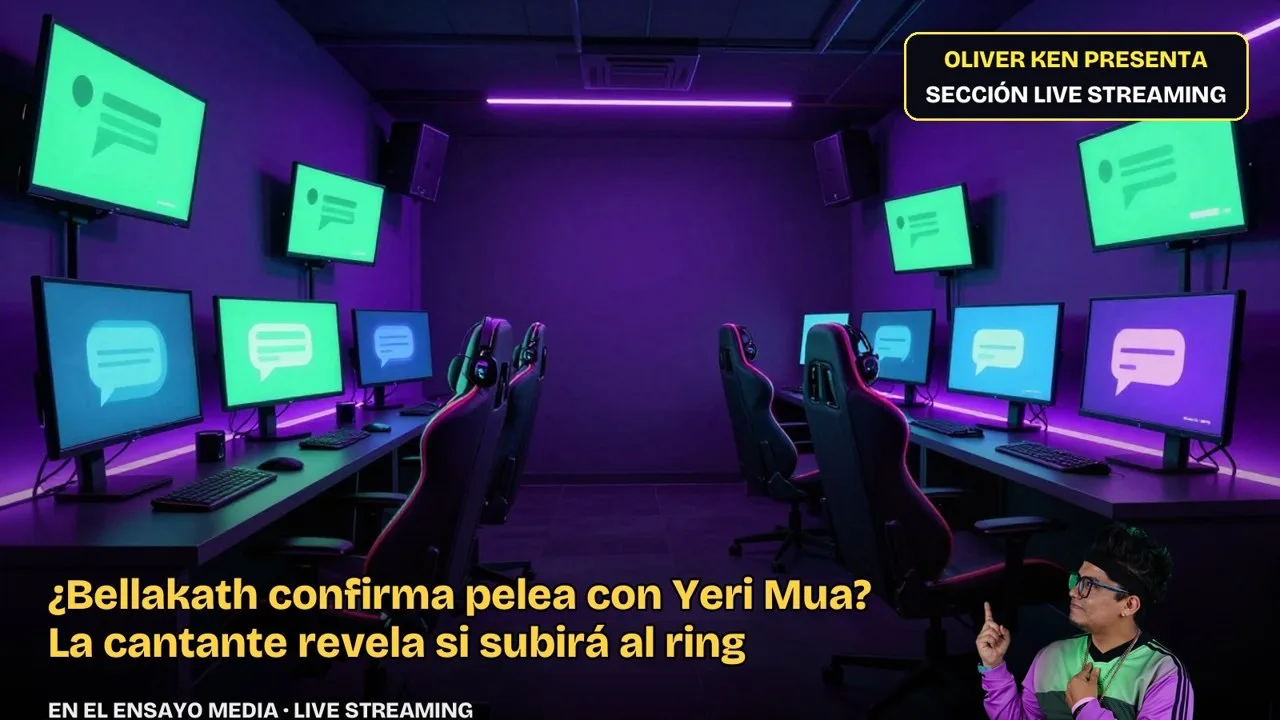 OLIVER KEN PRESENTA
SECCIÓN LIVE STREAMING
¿Bellakath confirma pelea con Yeri Mua?
La cantante revela si subirá al ring
EN EL ENSAYO MEDIA · LIVE STREAMING